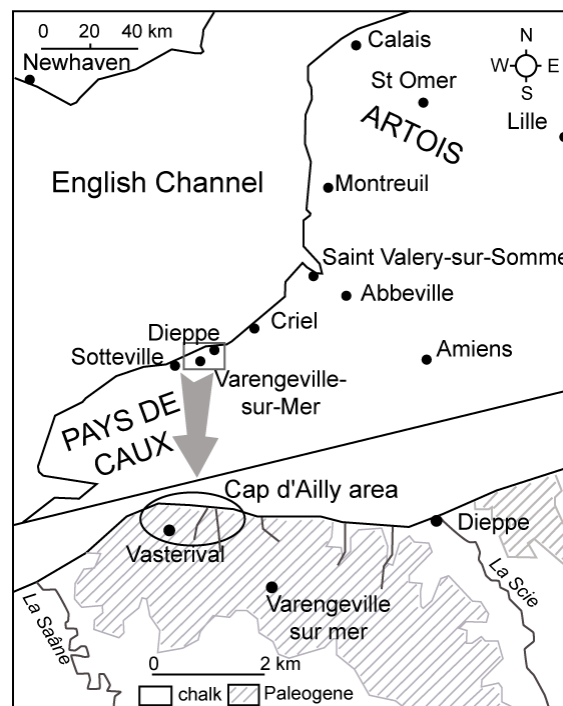 0 20 40 km
Newhaven
Calais
N
W E
S
St Omer
ARTOIS
Lille
English Channel
Montreuil
Saint Valery-sur-Somme
Abbeville
Criel
Dieppe
Sotteville
Amiens
Varengeville-
sur-Mer
PAYS DE
CAUX
Cap d'Ailly area
Dieppe
Vasterival
La Scie
Varengeville
sur mer
La Saâne
0 2 km
chalk Paleogene